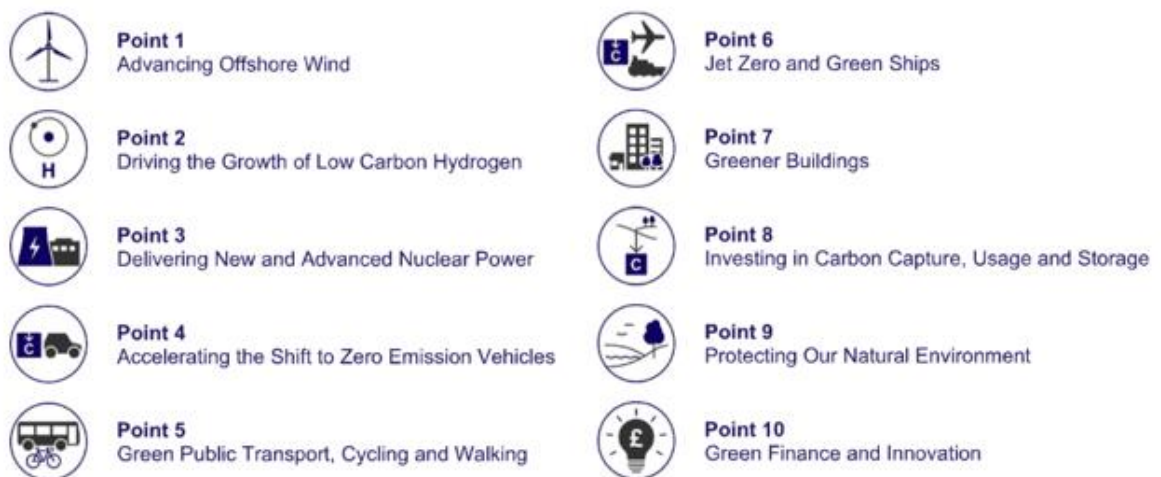 Point 1
Advancing Offshore Wind
H
Point 2
Driving the Growth of Low Carbon Hydrogen
Point 3
Delivering New and Advanced Nuclear Power
C
Point 4
Accelerating the Shift to Zero Emission Vehicles
Point 5
Green Public Transport, Cycling and Walking
C
Point 6
Jet Zero and Green Ships
Point 7
Greener Buildings
C
Point 8
Investing in Carbon Capture, Usage and Storage
Point 9
Protecting Our Natural Environment
£
Point 10
Green Finance and Innovation